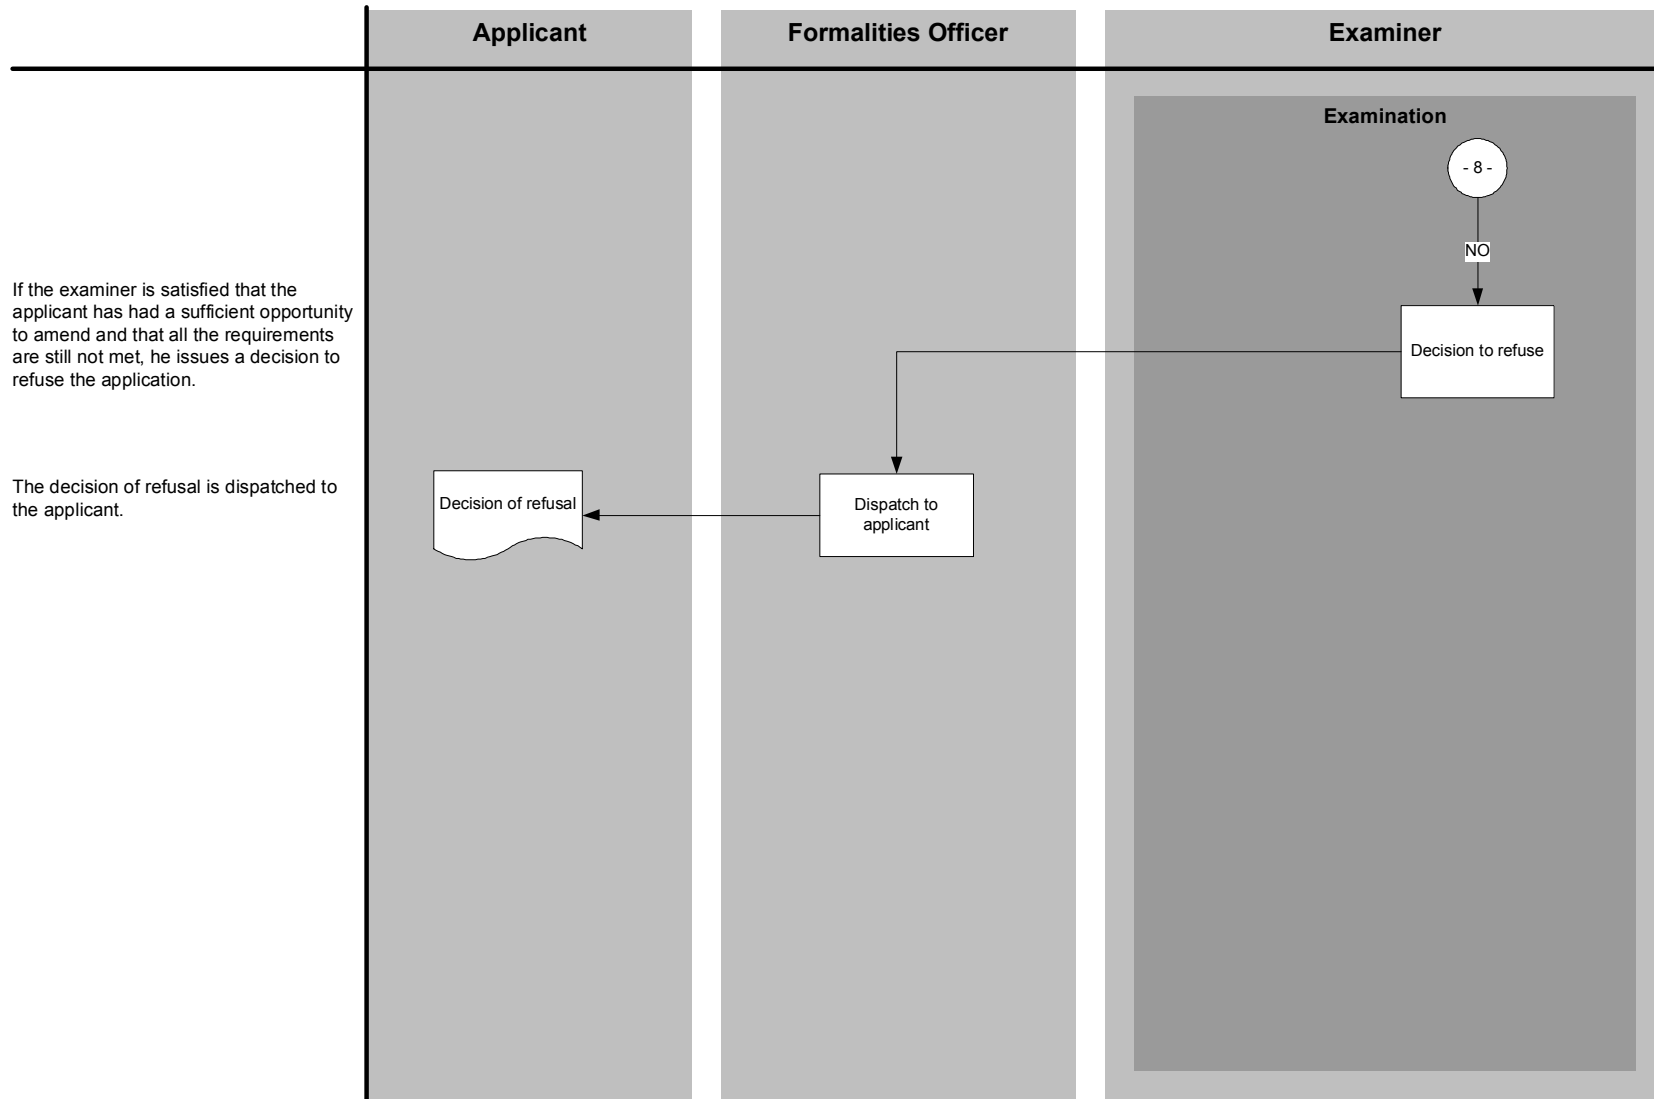 Applicant
Formalities Officer
Examiner
Examination
- 8 -
NO
If the examiner is satisfied that the
applicant has had a sufficient opportunity
to amend and that all the requirements
are still not met, he issues a decision to
refuse the application.
Decision to refuse
The decision of refusal is dispatched to
the applicant.
Decision of refusal
Dispatch to
applicant